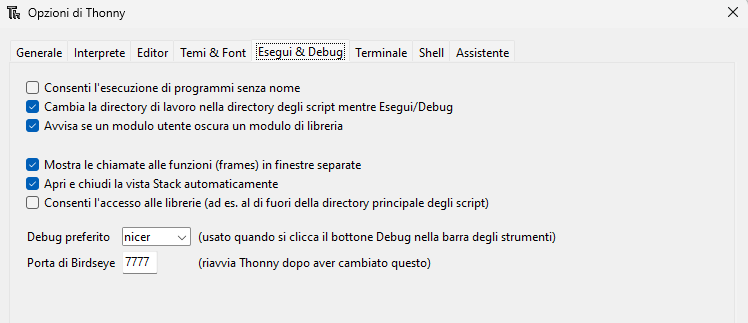 Opzioni di Thonny
Generale Interprete Editor Temi & Font Esegui & Debug Terminale Shell Assistente
Consenti l'esecuzione di programmi senza nome
Cambia la directory di lavoro nella directory degli script mentre Esegui/Debug
Avvisa se un modulo utente oscura un modulo di libreria
Mostra le chiamate alle funzioni (frames) in finestre separate
Apri e chiudi la vista Stack automaticamente
Consenti l'accesso alle librerie (ad es. al di fuori della directory principale degli script)
Debug preferito nicer (usato quando si clicca il bottone Debug nella barra degli strumenti)
Porta di Birdseye 7777 (riavvia Thonny dopo aver cambiato questo)